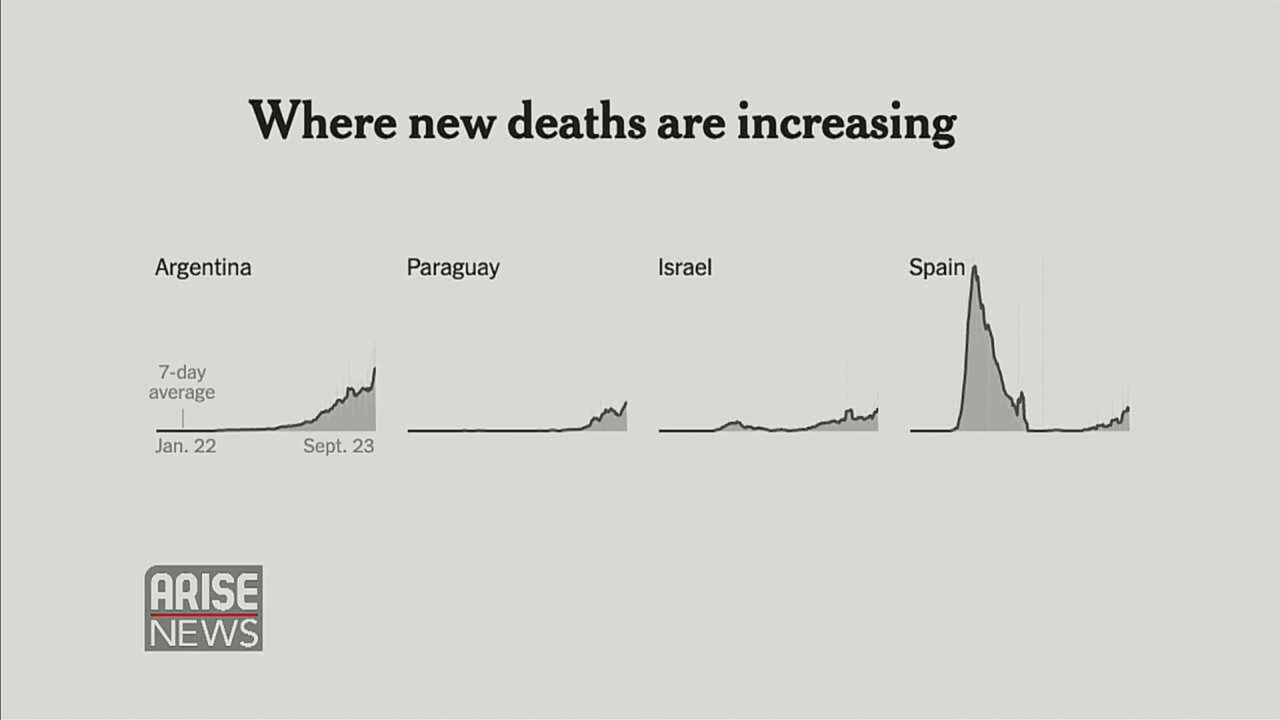 Where new deaths are increasing
Argentina
Paraguay
Israel
Spain
7-day
average
Jan. 22
Sept. 23
ARISE
NEWS